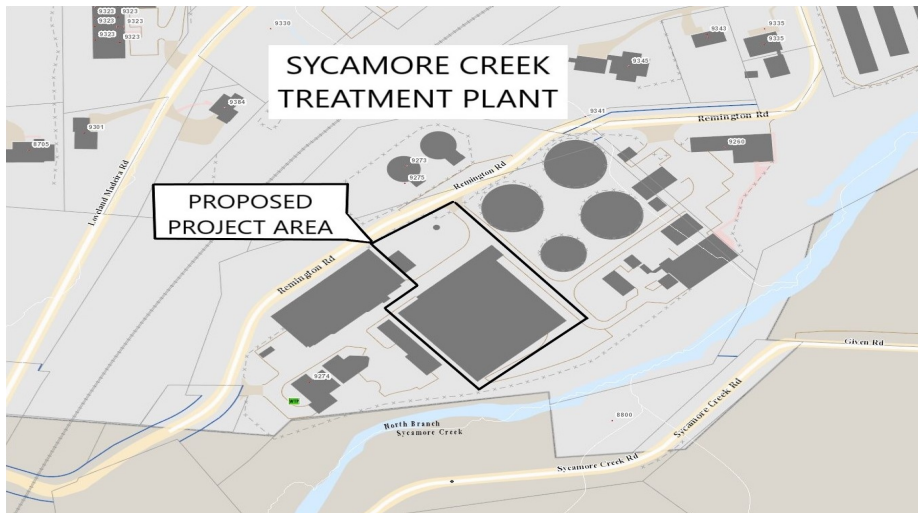 9330
9323
9323
9323
9323
9323
9323
9343
9335
9335
9345
SYCAMORE CREEK
TREATMENT PLANT
9384
9341
Remington Rd
9301
8705
9260
9273
9275
Remington Rd
Loveland Madeira Rd
PROPOSED
PROJECT AREA
Remington Rd
Given Rd
9274
North Branch
Sycamore Creek
8800
Sycamore Creek Rd
Sycamore Creek Rd